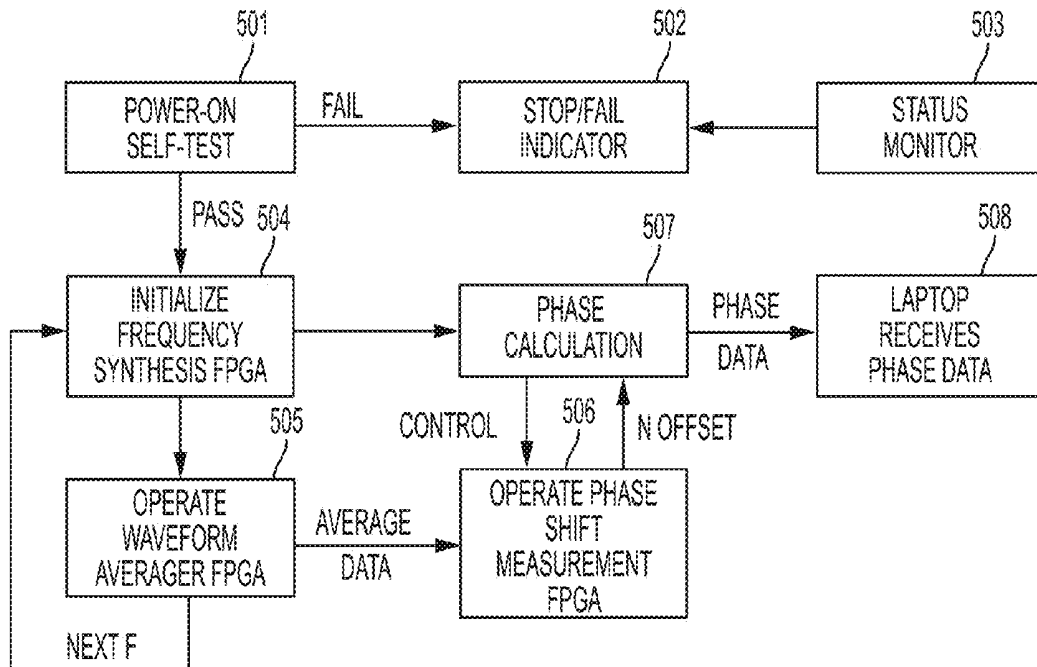 501
502
503
POWER-ON
SELF-TEST
FAIL
STOP/FAIL
INDICATOR
STATUS
MONITOR
PASS
504
507
508
INITIALIZE
FREQUENCY
SYNTHESIS FPGA
PHASE
CALCULATION
PHASE
DATA
LAPTOP
RECEIVES
PHASE DATA
CONTROL
506
N OFFSET
505
OPERATE
WAVEFORM
AVERAGER FPGA
AVERAGE
DATA
OPERATE PHASE
SHIFT
MEASUREMENT
FPGA
NEXT F